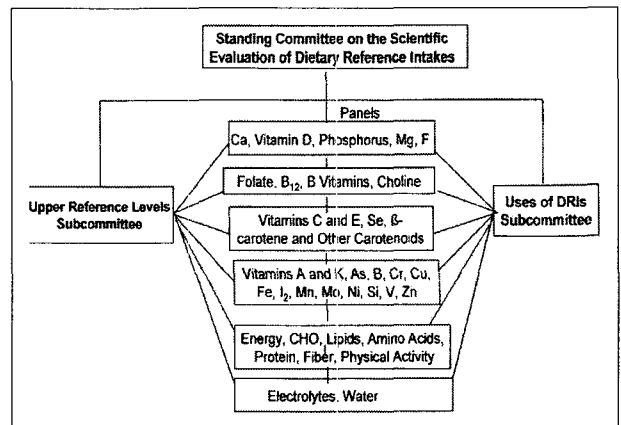 Standing Committee on the Scientific
Evaluation of Dietary Reference Intakes
Panels
Ca, Vitamin D, Phosphorus, Mg, F
Folate, B12, B Vitamins, Choline
Upper Reference Levels
Subcommittee
Uses of DRIs
Subcommittee
Vitamins C and E, Se, ß-
carotene and Other Carotenoids
Vitamins A and K, As, B, Cr, Cu,
Fe, I2, Mn, Mo, Ni, Si, V, Zn
Energy, CHO, Lipids, Amino Acids,
Protein, Fiber, Physical Activity
Electrolytes, Water